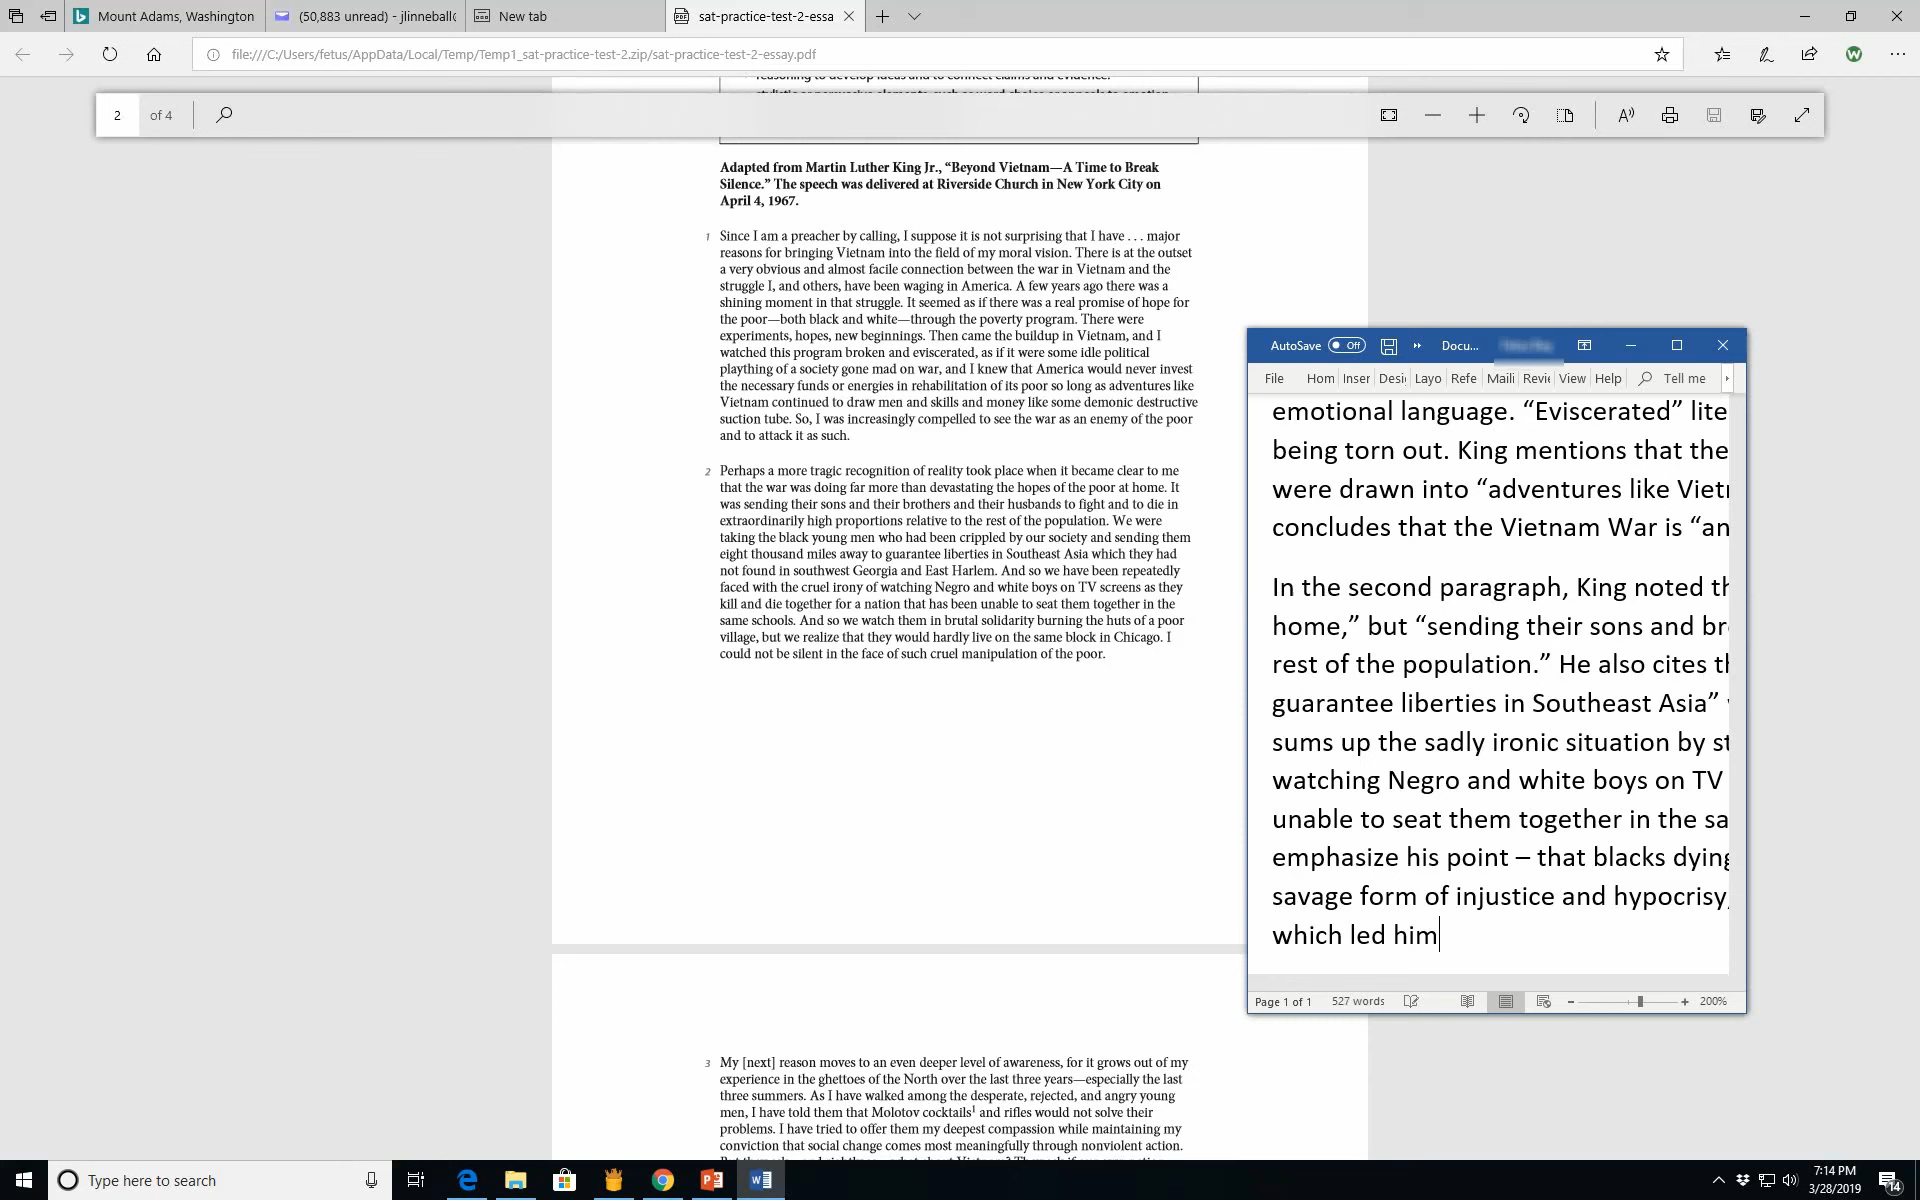 Mount Adams, Washington
(50,883 unread) - jlinneball
New tab
sat-practice-test-2-essa
file:///C:/Users/fetus/AppData/Local/Temp/Temp1_sat-practice-test-2.zip/sat-practice-test-2-essay.pdf
reasoning to develop ideas and to connect claims and evidence.
2 of 4
Adapted from Martin Luther King Jr., “Beyond Vietnam—A Time to Break
Silence.” The speech was delivered at Riverside Church in New York City on
April 4, 1967.
1 Since I am a preacher by calling, I suppose it is not surprising that I have . . . major
reasons for bringing Vietnam into the field of my moral vision. There is at the outset
a very obvious and almost facile connection between the war in Vietnam and the
struggle I, and others, have been waging in America. A few years ago there was a
shining moment in that struggle. It seemed as if there was a real promise of hope for
the poor—both black and white—through the poverty program. There were
experiments, hopes, new beginnings. Then came the buildup in Vietnam, and I
watched this program broken and eviscerated, as if it were some idle political
plaything of a society gone mad on war, and I knew that America would never invest
the necessary funds or energies in rehabilitation of its poor so long as adventures like
Vietnam continued to draw men and skills and money like some demonic destructive
suction tube. So, I was increasingly compelled to see the war as an enemy of the poor
and to attack it as such.
2 Perhaps a more tragic recognition of reality took place when it became clear to me
that the war was doing far more than devastating the hopes of the poor at home. It
was sending their sons and their brothers and their husbands to fight and to die in
extraordinarily high proportions relative to the rest of the population. We were
taking the black young men who had been crippled by our society and sending them
eight thousand miles away to guarantee liberties in Southeast Asia which they had
not found in southwest Georgia and East Harlem. And so we have been repeatedly
faced with the cruel irony of watching Negro and white boys on TV screens as they
kill and die together for a nation that has been unable to seat them together in the
same schools. And so we watch them in brutal solidarity burning the huts of a poor
village, but we realize that they would hardly live on the same block in Chicago. I
could not be silent in the face of such cruel manipulation of the poor.
3 My [next] reason moves to an even deeper level of awareness, for it grows out of my
experience in the ghettoes of the North over the last three years—especially the last
three summers. As I have walked among the desperate, rejected, and angry young
men, I have told them that Molotov cocktails1 and rifles would not solve their
problems. I have tried to offer them my deepest compassion while maintaining my
conviction that social change comes most meaningfully through nonviolent action.
AutoSave Off Docu...
File Hom Inser Desi Layo Refe Maili Revie View Help Tell me
emotional language. “Eviscerated” lite
being torn out. King mentions that the
were drawn into “adventures like Viet
concludes that the Vietnam War is “an
In the second paragraph, King noted th
home,” but “sending their sons and br
rest of the population.” He also cites th
guarantee liberties in Southeast Asia”
sums up the sadly ironic situation by st
watching Negro and white boys on TV
unable to seat them together in the sa
emphasize his point – that blacks dying
savage form of injustice and hypocrisy,
which led him
Page 1 of 1 527 words 200%
Type here to search
7:14 PM
3/28/2019
14